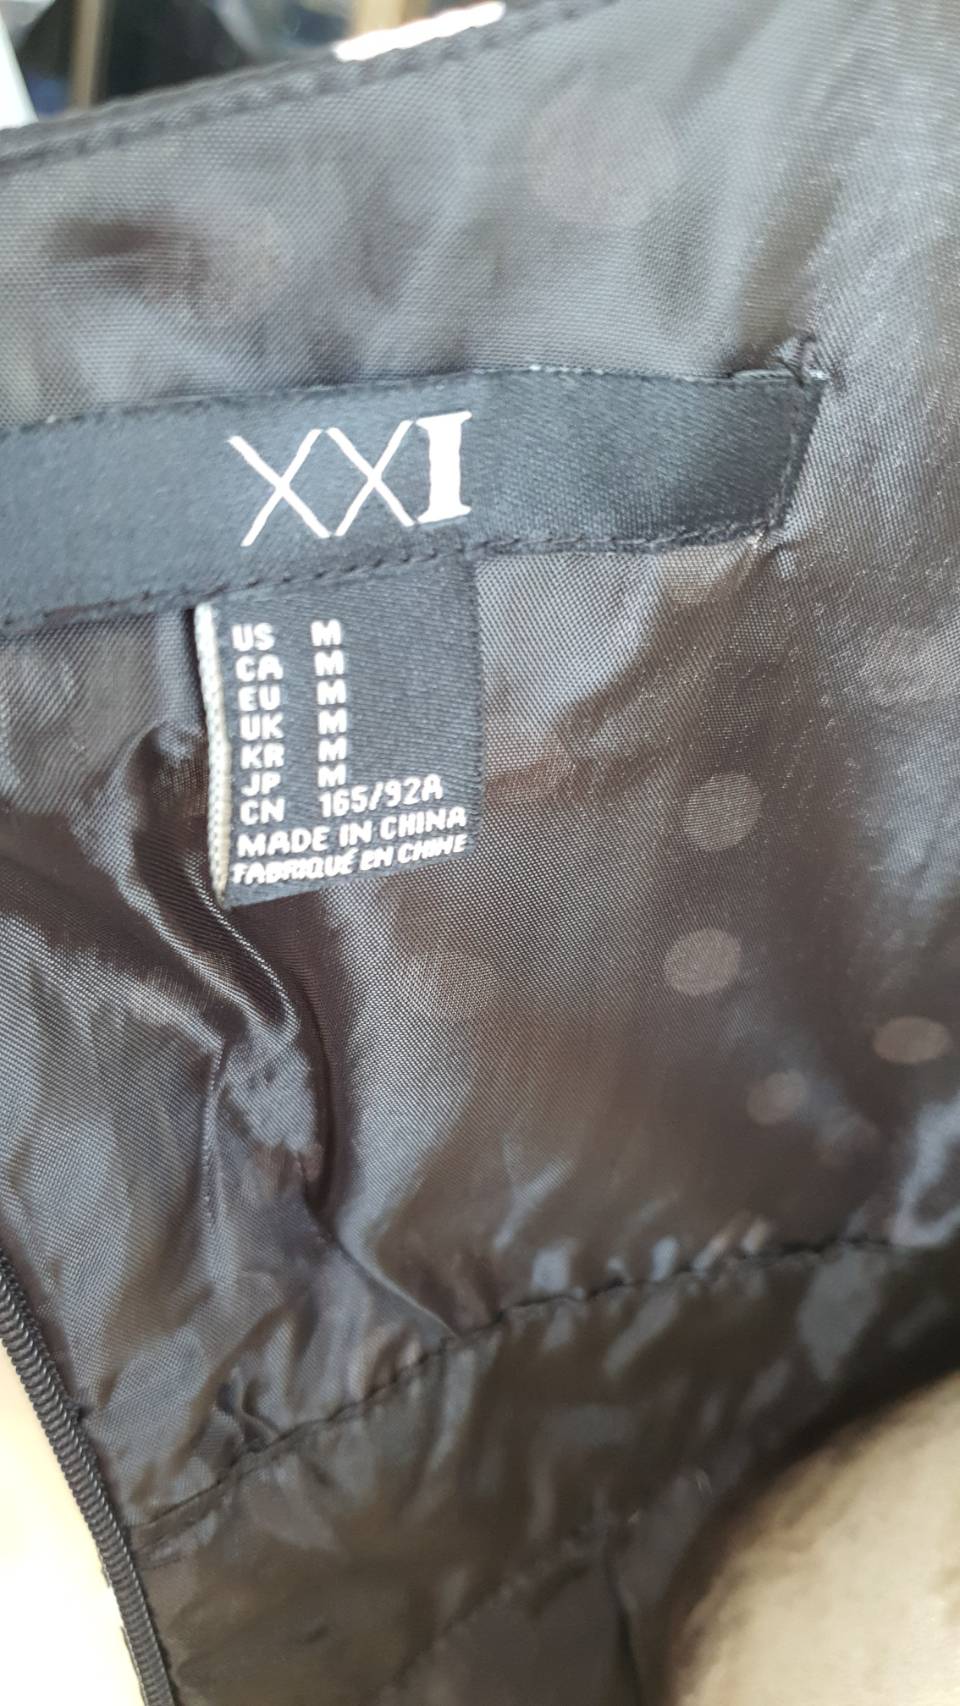 XXI
US M
CA M
EU M
UK M
KR M
JP M
CN 165/92A
MADE IN CHINA
FABRIQUÉ EN CHINE